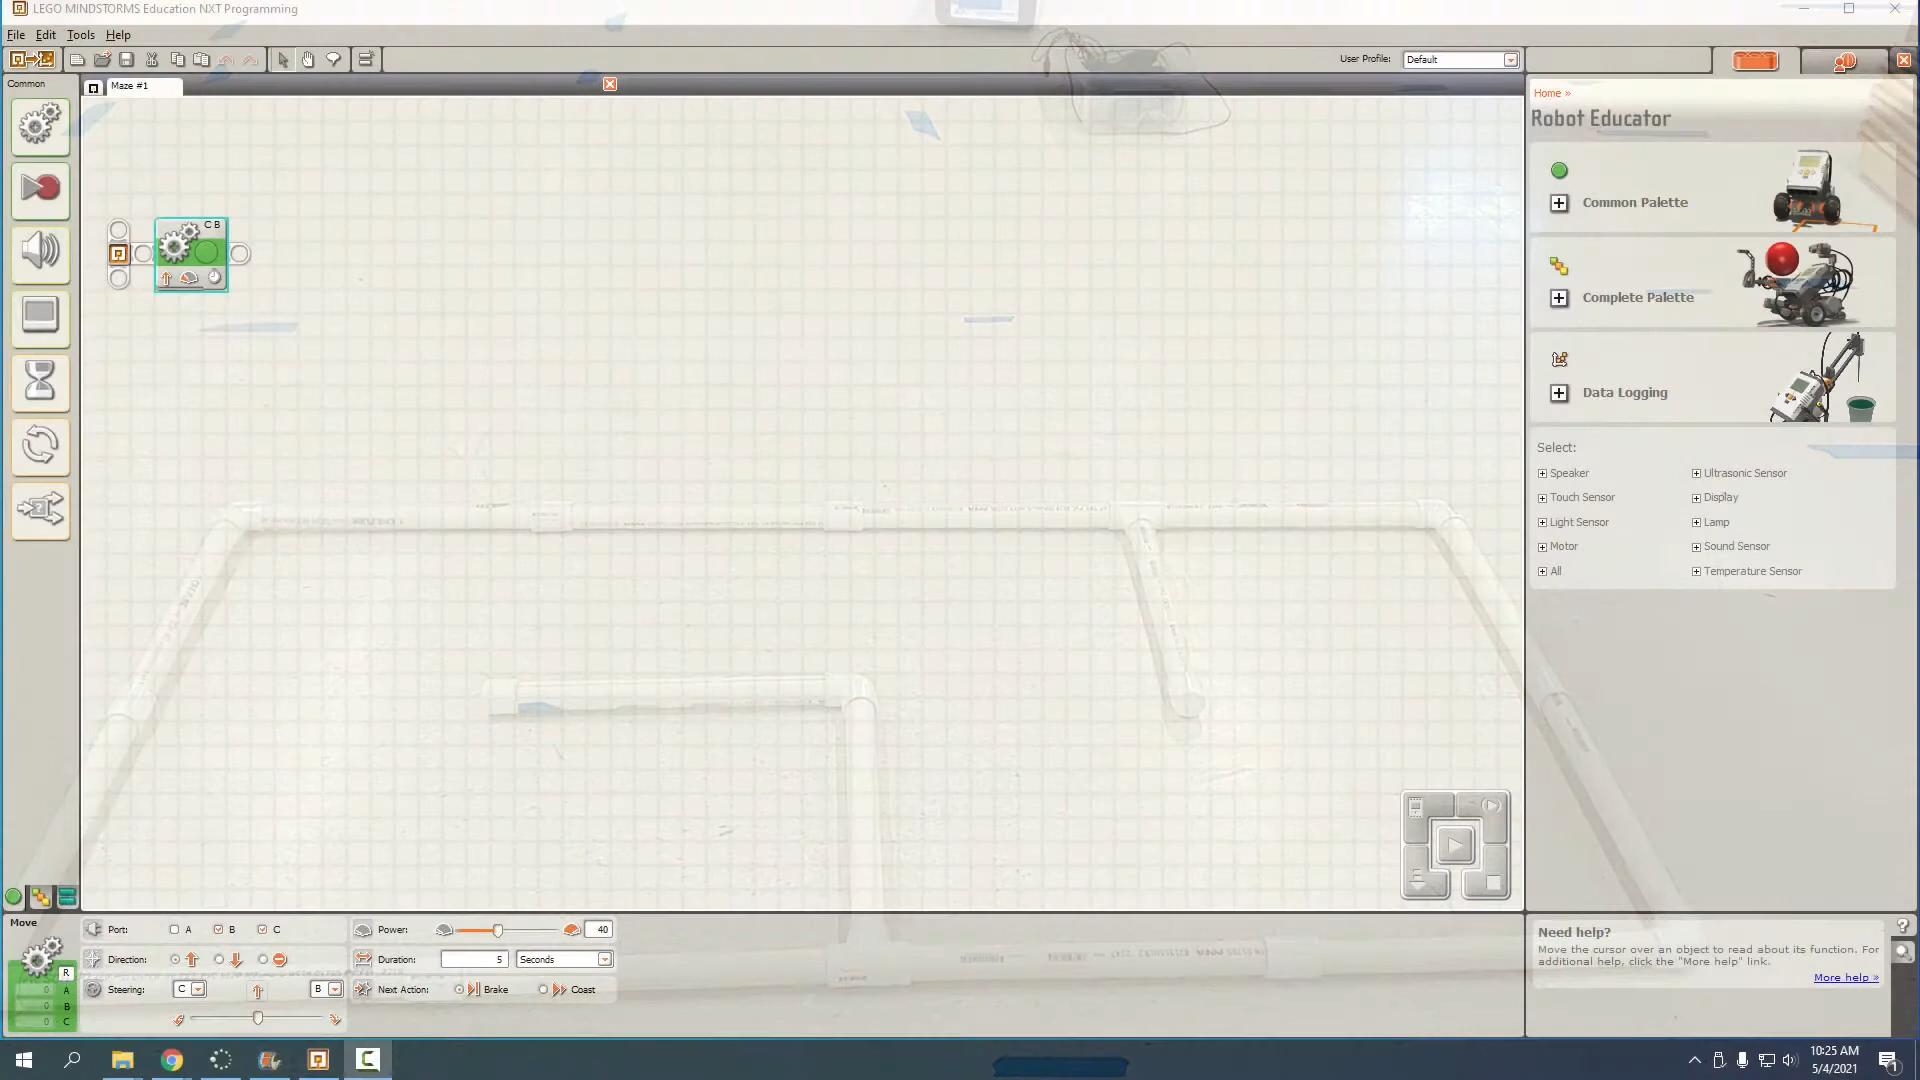 LEGO MINDSTORMS Education NXT Programming
File Edit Tools Help
User Profile: Default
Common
Maze #1
C B
Home »
Robot Educator
Common Palette
Complete Palette
Data Logging
Select:
Speaker Ultrasonic Sensor
Touch Sensor Display
Light Sensor Lamp
Motor Sound Sensor
All Temperature Sensor
Move
Port: A B C
Power: 40
Direction:
Duration: 5 Seconds
Steering: C B
Next Action: Brake Coast
R
0 A
0 B
0 C
Need help?
Move the cursor over an object to read about its function. For
additional help, click the "More help" link.
More help »
10:25 AM
5/4/2021
1